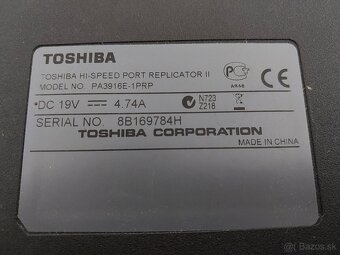 TOSHIBA
TOSHIBA HI-SPEED PORT REPLICATOR II
MODEL NO. PA3916E-1PRP
DC 19V 4.74A
N723
Z218
SERIAL NO. 8B169784H
TOSHIBA CORPORATION
MADE IN CHINA
bazos.sk